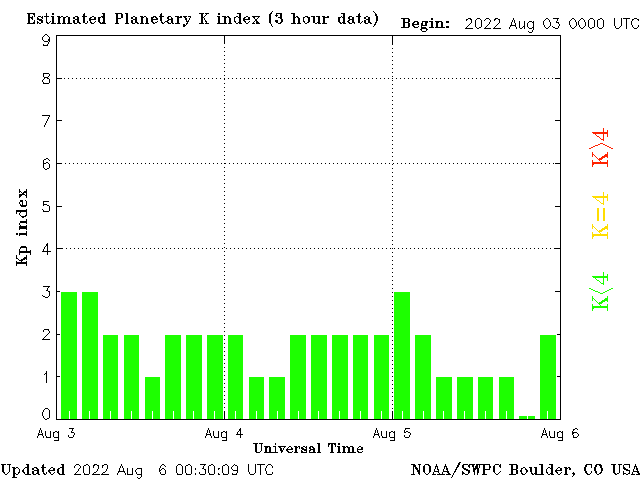 Estimated Planetary K index (3 hour data) Begin: 2022 Aug 03 0000 UTC
9
8
7
6
5
4
3
2
1
0
Kp index
K>4
K=4
K<4
Aug 3 Aug 4 Aug 5 Aug 6
Universal Time
Updated 2022 Aug 6 00:30:09 UTC NOAA/SWPC Boulder, CO USA